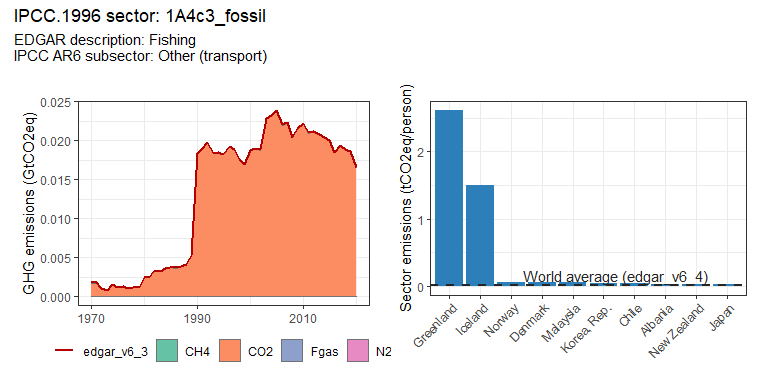 IPCC.1996 sector: 1A4c3_fossil
EDGAR description: Fishing
IPCC AR6 subsector: Other (transport)
GHG emissions (GtCO2eq)
0.025
0.020
0.015
0.010
0.005
0.000
1970
1990
2010
edgar_v6_3
CH4
CO2
Fgas
N2
Sector emissions (tCO2eq/person)
2
1
0
World average (edgar_v6_4)
Greenland
Iceland
Norway
Denmark
Malaysia
Korea, Rep.
Chile
Albania
New Zealand
Japan